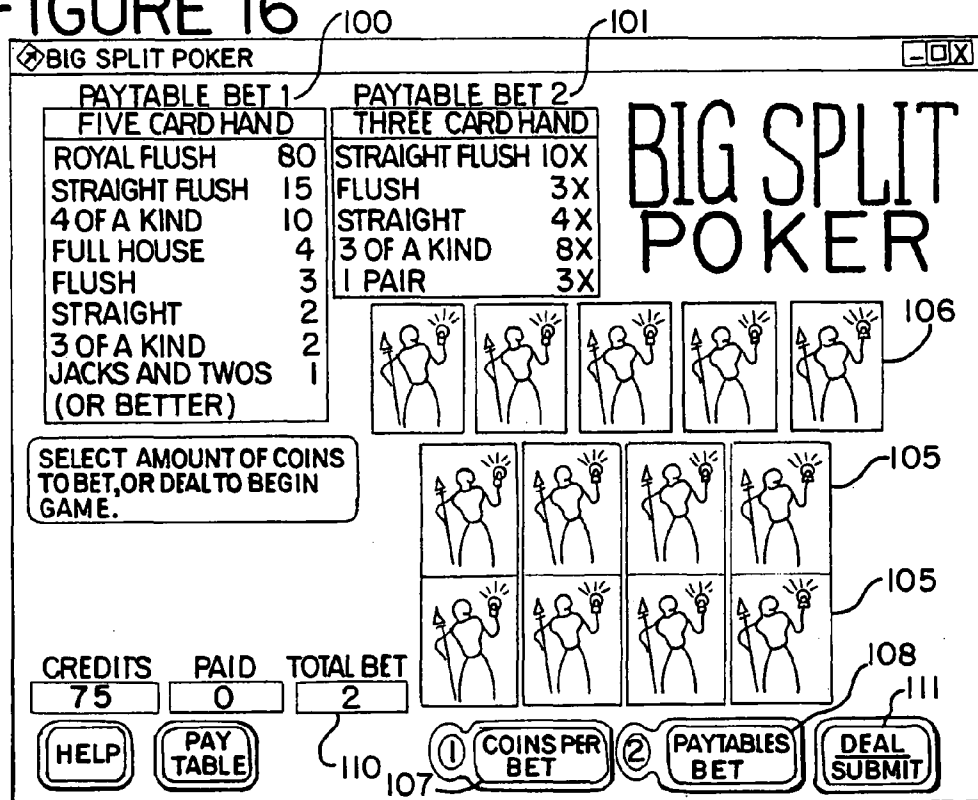 FIGURE 16
100
101
BIG SPLIT POKER
PAYTABLE BET 1
FIVE CARD HAND
ROYAL FLUSH 80
STRAIGHT FLUSH 15
4 OF A KIND 10
FULL HOUSE 4
FLUSH 3
STRAIGHT 2
3 OF A KIND 2
JACKS AND TWOS 1
(OR BETTER)
PAYTABLE BET 2
THREE CARD HAND
STRAIGHT FLUSH 10X
FLUSH 3X
STRAIGHT 4X
3 OF A KIND 8X
1 PAIR 3X
BIG SPLIT
POKER
106
SELECT AMOUNT OF COINS
TO BET, OR DEAL TO BEGIN
GAME.
105
105
CREDITS PAID TOTAL BET
75 0 2
108
111
HELP
PAY
TABLE
110
107
1 COINS PER
BET
2 PAYTABLES
BET
DEAL
SUBMIT